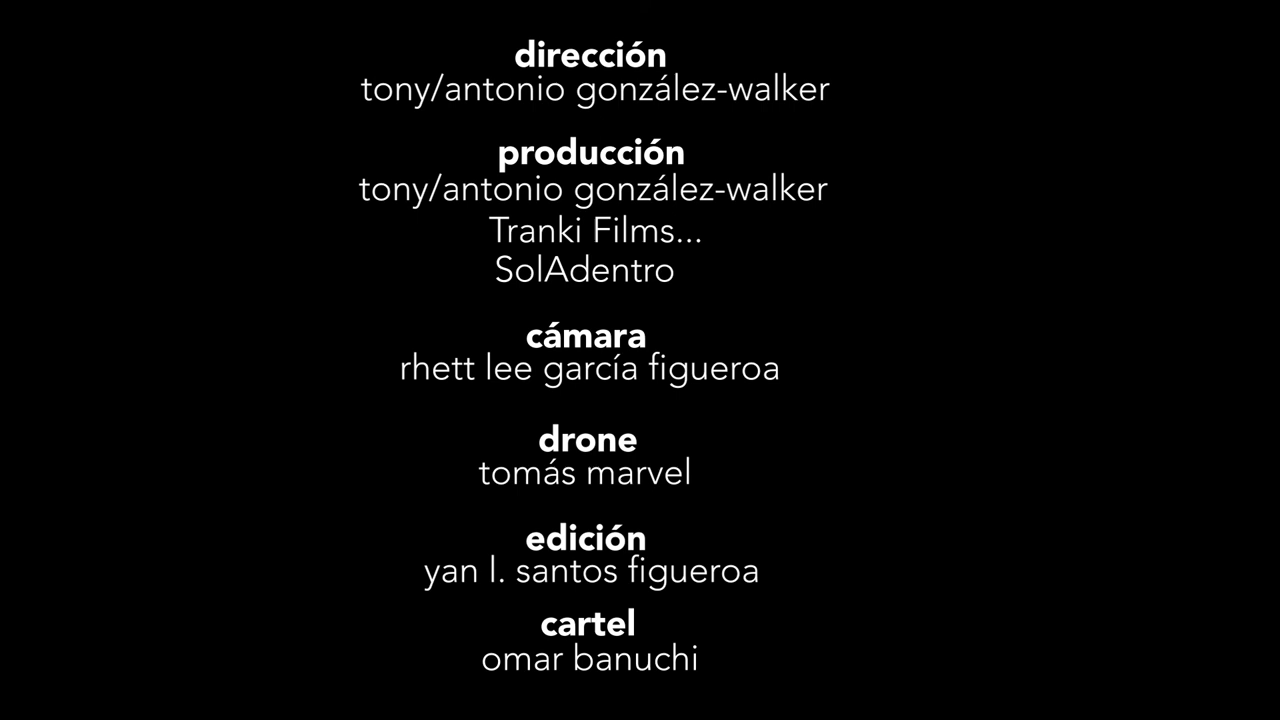 dirección
tony/antonio gonzález-walker
producción
tony/antonio gonzález-walker
Tranki Films...
SolAdentro
cámara
rhett lee garcía figueroa
drone
tomás marvel
edición
yan l. santos figueroa
cartel
omar banuchi